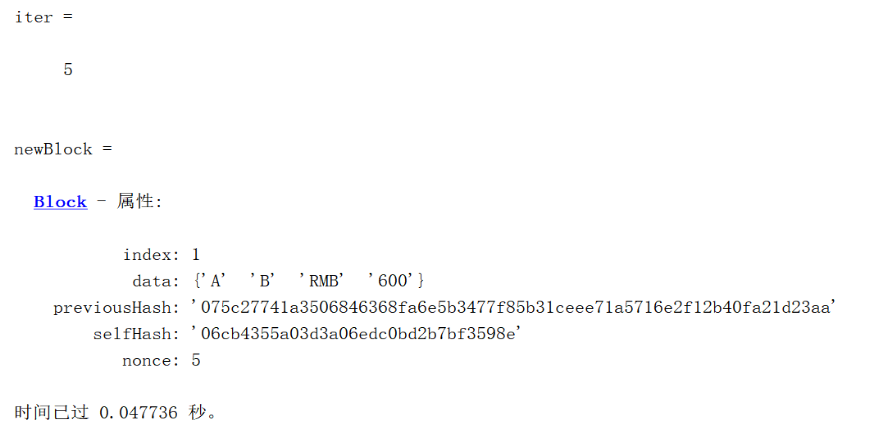 iter =
5
newBlock =
Block - 属性:
index: 1
data: {'A' 'B' 'RMB' '600'}
previousHash: '075c27741a3506846368fa6e5b3477f85b31ceee71a5716e2f12b40fa21d23aa'
selfHash: '06cb4355a03d3a06edc0bd2b7bf3598e'
nonce: 5
时间已过 0.047736 秒。